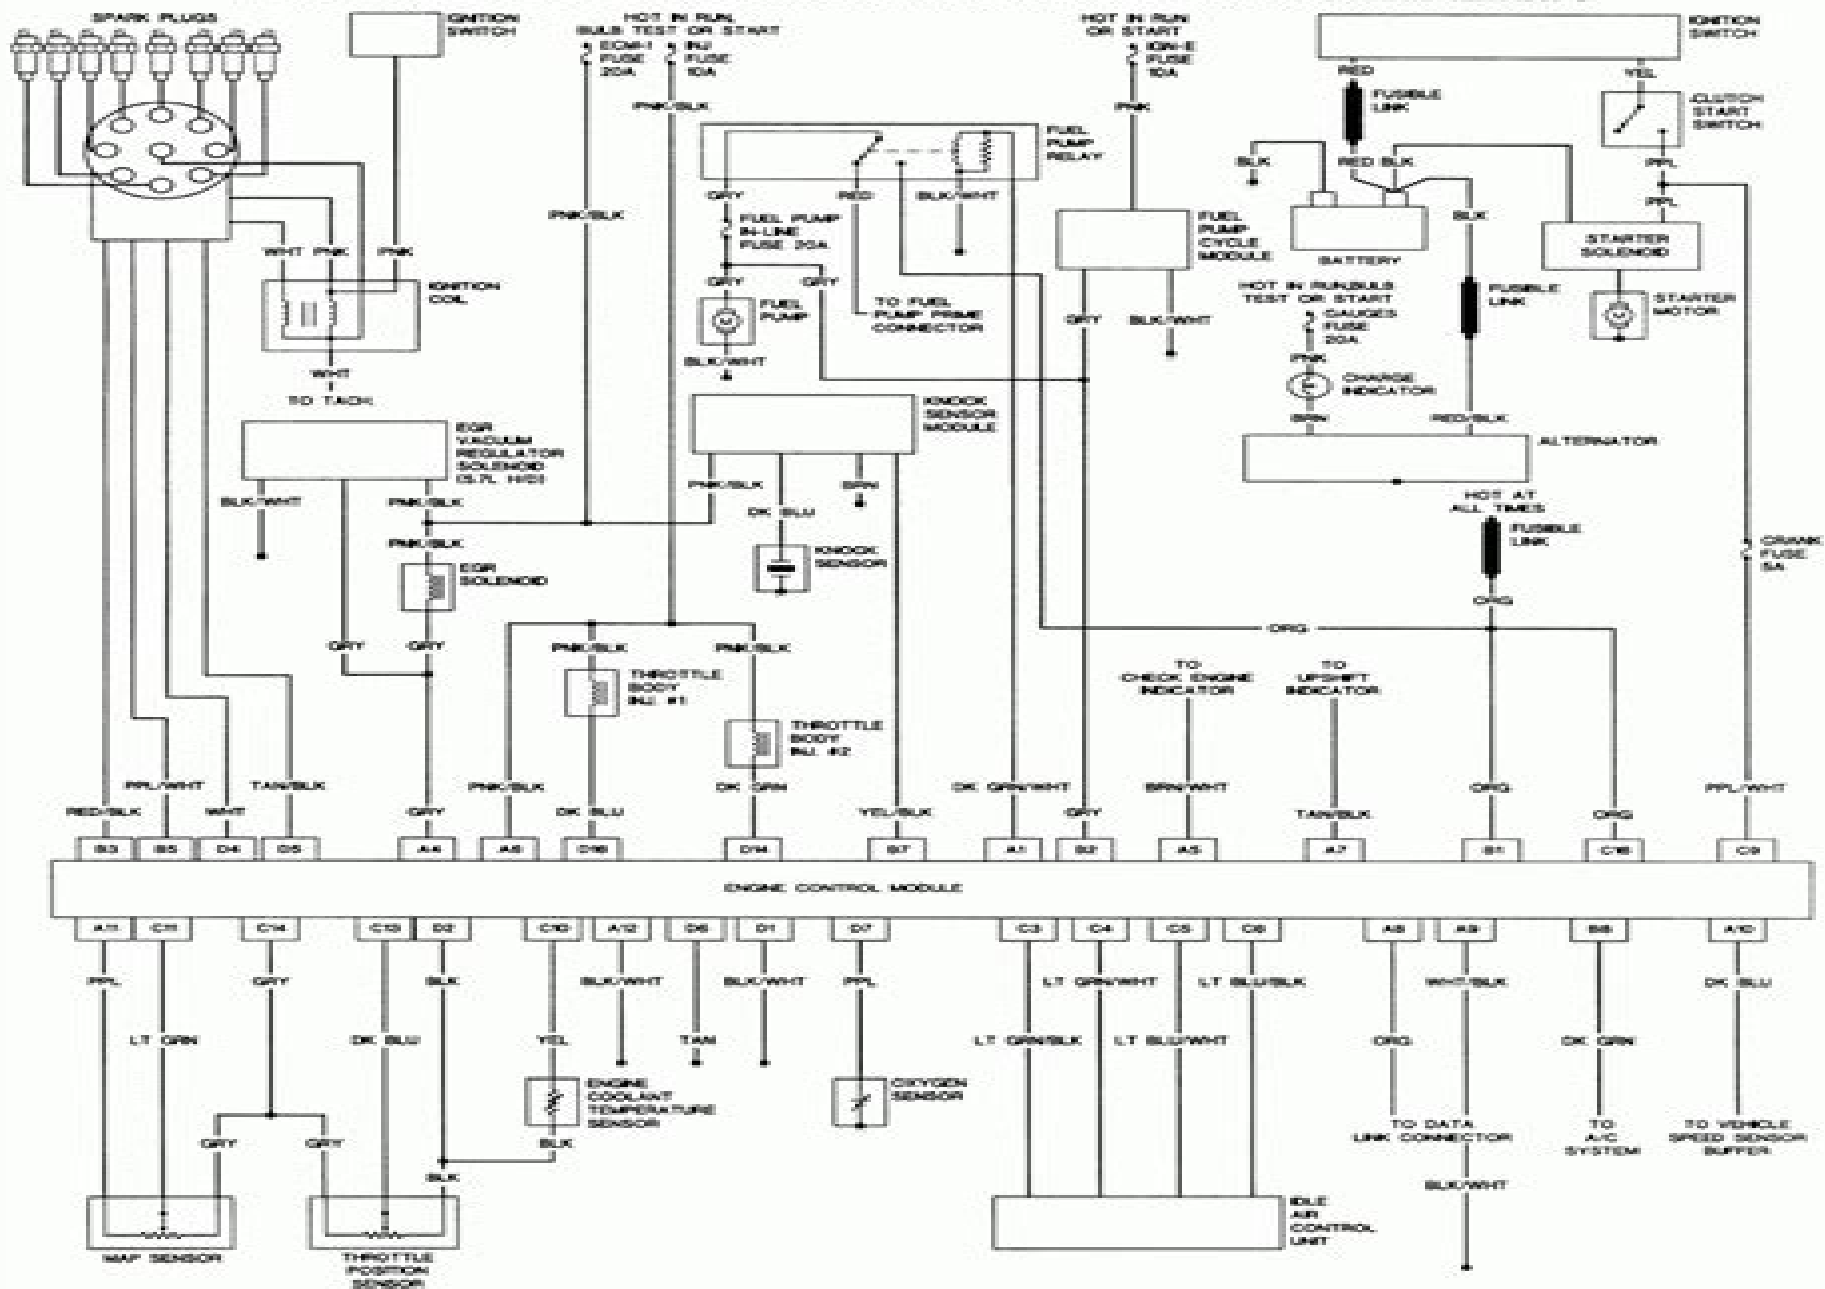 SPARK PLUGS
IGNITION
SWITCH
HOT IN RUN,
BULB TEST OR START
ECM-1
FUSE
20A
INJ
FUSE
10A
HOT IN RUN
OR START
IGN-E
FUSE
10A
IGNITION
SWITCH
RED
YEL
FUSIBLE
LINK
CLUTCH
START
SWITCH
PNK/BLK
PNK
FUEL
PUMP
RELAY
BLK
RED
BLK
PPL
PPL
GRY
RED
BLK/WHT
PNK/BLK
FUEL PUMP
IN-LINE
FUSE 20A
FUEL
PUMP
CYCLE
MODULE
BLK
STARTER
SOLENOID
BATTERY
WHT
PNK
PNK
IGNITION
COIL
GRY
GRY
FUEL
PUMP
TO FUEL
PUMP PRIME
CONNECTOR
GRY
BLK/WHT
HOT IN RUN,BULB
TEST OR START
GAUGES
FUSE
20A
FUSIBLE
LINK
STARTER
MOTOR
BLK/WHT
PNK
WHT
TO TACH.
CHARGE
INDICATOR
BRN
RED/BLK
EGR
VACUUM
REGULATOR
SOLENOID
(5.7L H/D)
KNOCK
SENSOR
MODULE
ALTERNATOR
BLK/WHT
PNK/BLK
PNK/BLK
BRN
DK BLU
HOT AT
ALL TIMES
FUSIBLE
LINK
PNK/BLK
EGR
SOLENOID
KNOCK
SENSOR
CRANK
FUSE
5A
ORG
ORG
GRY
GRY
PNK/BLK
PNK/BLK
THROTTLE
BODY
INJ. #1
THROTTLE
BODY
INJ. #2
TO
CHECK ENGINE
INDICATOR
TO
UPSHIFT
INDICATOR
RED/BLK
PPL/WHT
WHT
TAN/BLK
GRY
PNK/BLK
DK BLU
DK GRN
YEL/BLK
DK GRN/WHT
GRY
BRN/WHT
TAN/BLK
ORG
ORG
PPL/WHT
B3
B5
D4
D5
A4
A6
D16
D14
B7
A1
B2
A5
A7
B1
C16
C9
ENGINE CONTROL MODULE
A11
C11
C14
C13
D2
C10
A12
D6
D1
D7
C3
C4
C5
C6
A8
A9
B8
A10
PPL
GRY
BLK
BLK/WHT
BLK/WHT
PPL
LT GRN/WHT
LT BLU/BLK
WHT/BLK
DK BLU
LT GRN
DK BLU
YEL
TAN
LT GRN/BLK
LT BLU/WHT
ORG
DK GRN
ENGINE
COOLANT
TEMPERATURE
SENSOR
OXYGEN
SENSOR
GRY
GRY
BLK
BLK
TO DATA
LINK CONNECTOR
TO
A/C
SYSTEM
TO VEHICLE
SPEED SENSOR
BUFFER
BLK/WHT
MAP SENSOR
THROTTLE
POSITION
SENSOR
IDLE
AIR
CONTROL
UNIT